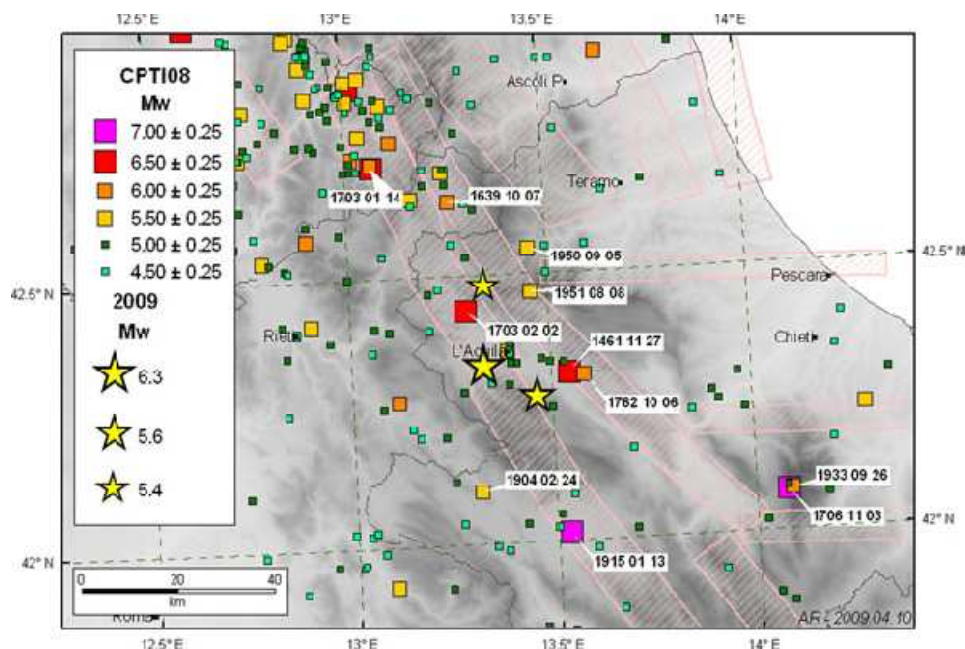 12.5°E
13°E
13.5°E
14°E
CPTI08
Mw
7.00 ± 0.25
6.50 ± 0.25
6.00 ± 0.25
5.50 ± 0.25
5.00 ± 0.25
4.50 ± 0.25
2009
Mw
6.3
5.6
5.4
0 20 40
km
Ascoli P
Teramo
1703 01 14
1639 10 07
1950 09 05
42.5°N
Pescara
42.5°N
1951 08 08
Rieti
1703 02 02
L'Aquila
1461 11 27
Chieti
1762 10 06
1904 02 24
1933 09 26
1706 11 03
42°N
1915 01 13
42°N
Roma
AR - 2009.04.10
12.5°E
13°E
13.5°E
14°E